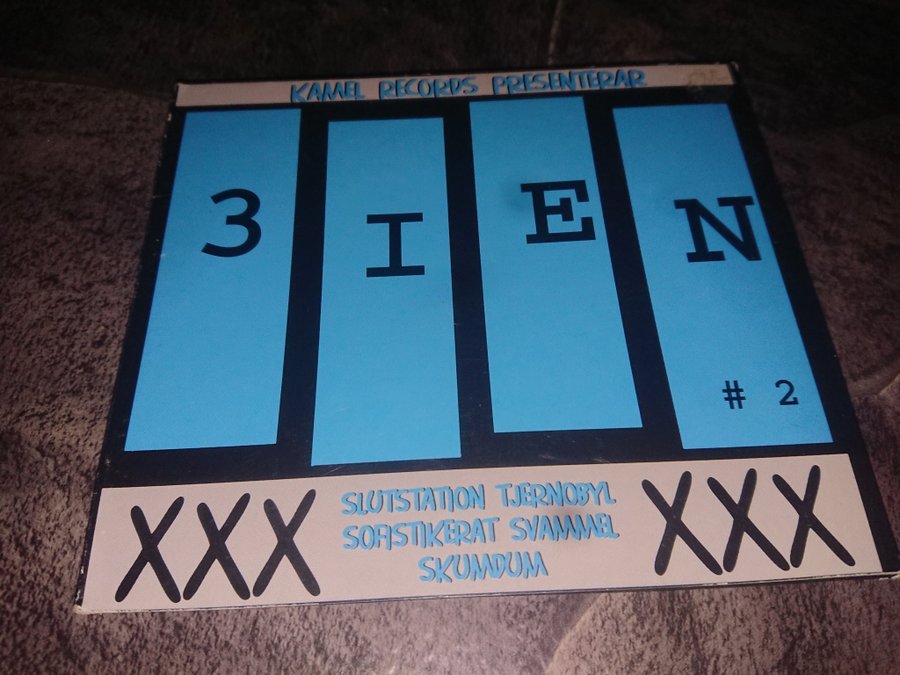 KAMEL RECORDS PRESENTERAR
3 I E N
# 2
XXX SLUTSTATION TJERNOBYL XXX
SOFISTIKERAT SVAMMEL
SKUMDUM